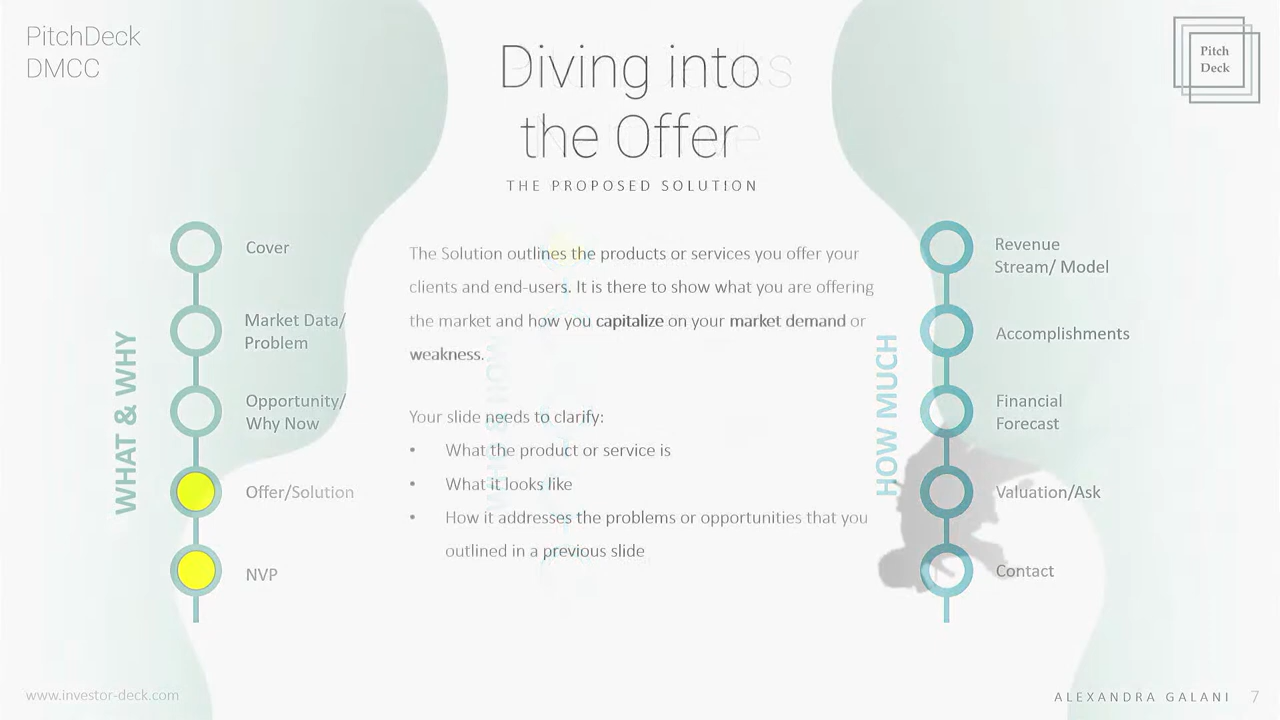 PitchDeck
DMCC
Pitch
Deck
Diving into
the Offer
THE PROPOSED SOLUTION
WHAT & WHY
Cover
Market Data/
Problem
Opportunity/
Why Now
Offer/Solution
NVP
The Solution outlines the products or services you offer your
clients and end-users. It is there to show what you are offering
the market and how you capitalize on your market demand or
weakness.
Your slide needs to clarify:
• What the product or service is
• What it looks like
• How it addresses the problems or opportunities that you
outlined in a previous slide
HOW MUCH
Revenue
Stream/ Model
Accomplishments
Financial
Forecast
Valuation/Ask
Contact
www.investor-deck.com
ALEXANDRA GALANI 7